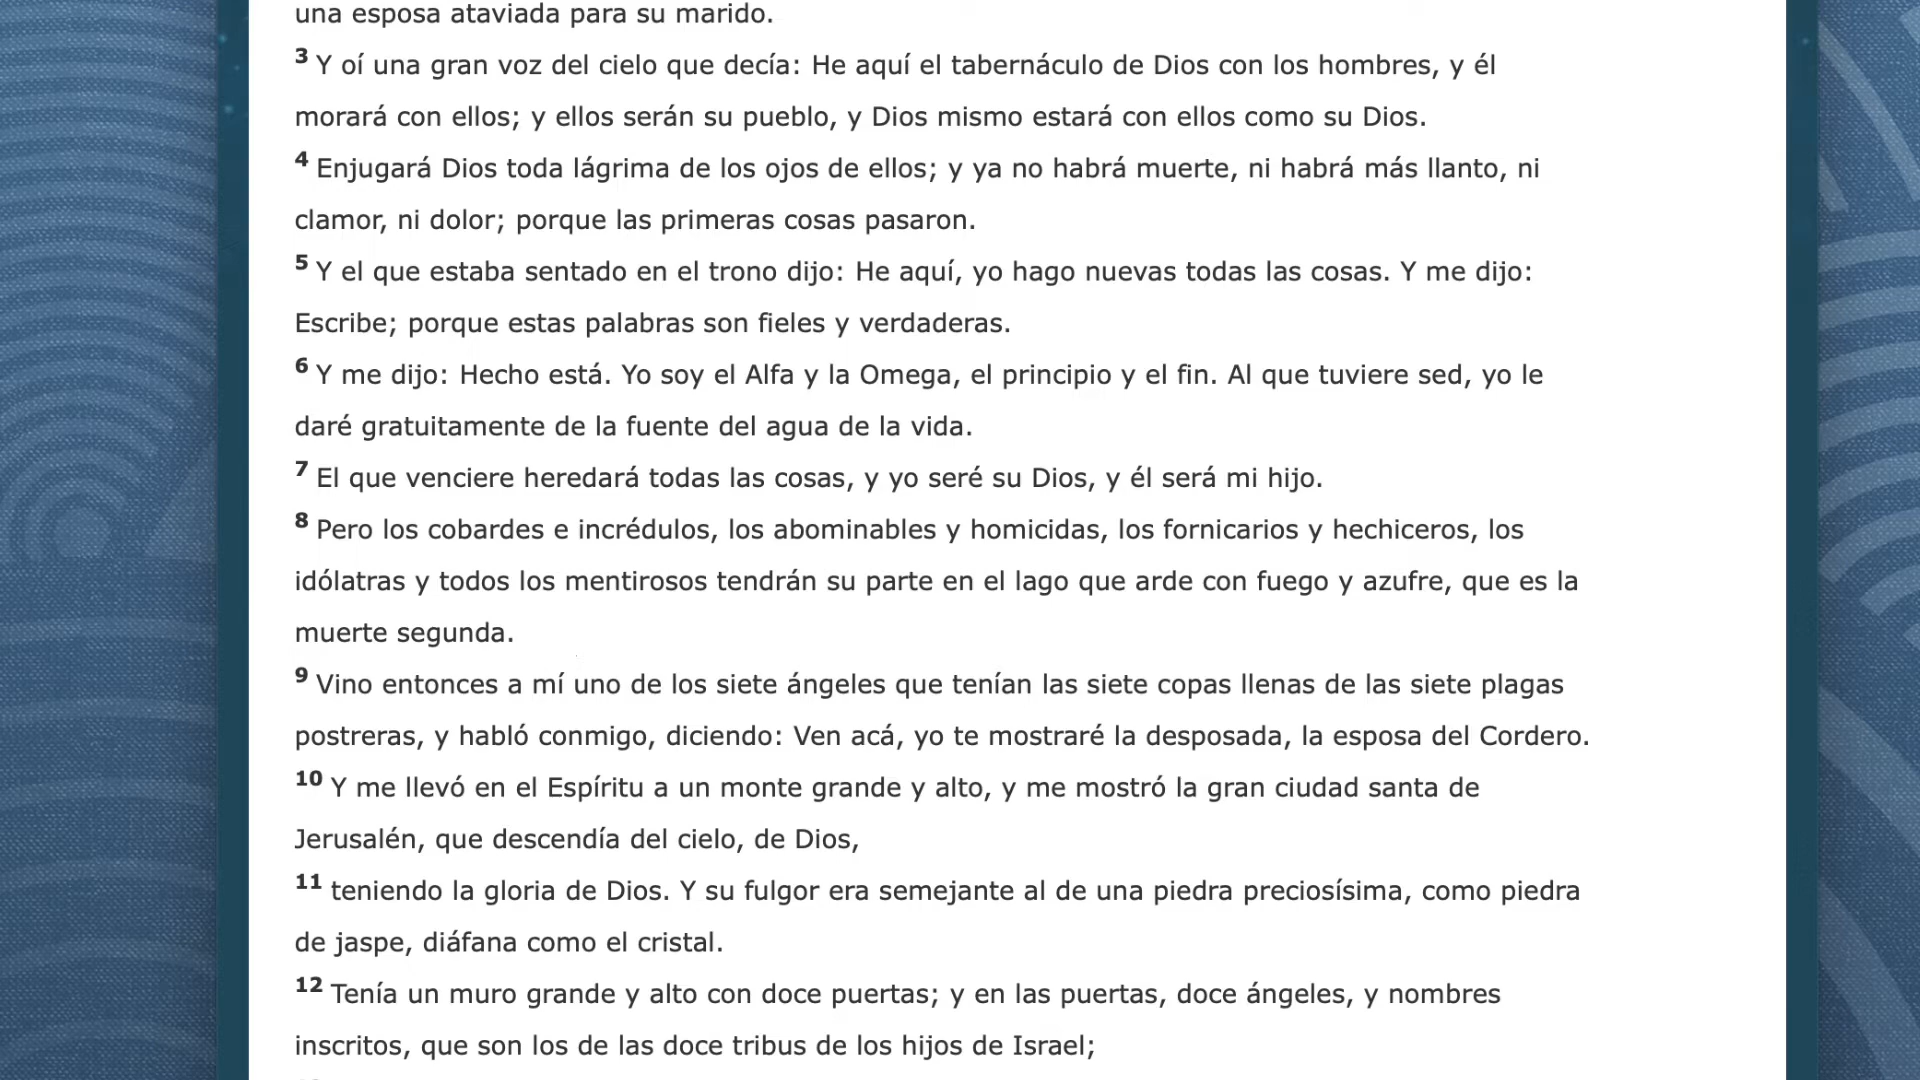 una esposa ataviada para su marido.
3 Y oí una gran voz del cielo que decía: He aquí el tabernáculo de Dios con los hombres, y él
morará con ellos; y ellos serán su pueblo, y Dios mismo estará con ellos como su Dios.
4 Enjugará Dios toda lágrima de los ojos de ellos; y ya no habrá muerte, ni habrá más llanto, ni
clamor, ni dolor; porque las primeras cosas pasaron.
5 Y el que estaba sentado en el trono dijo: He aquí, yo hago nuevas todas las cosas. Y me dijo:
Escribe; porque estas palabras son fieles y verdaderas.
6 Y me dijo: Hecho está. Yo soy el Alfa y la Omega, el principio y el fin. Al que tuviere sed, yo le
daré gratuitamente de la fuente del agua de la vida.
7 El que venciere heredará todas las cosas, y yo seré su Dios, y él será mi hijo.
8 Pero los cobardes e incrédulos, los abominables y homicidas, los fornicarios y hechiceros, los
idólatras y todos los mentirosos tendrán su parte en el lago que arde con fuego y azufre, que es la
muerte segunda.
9 Vino entonces a mí uno de los siete ángeles que tenían las siete copas llenas de las siete plagas
postreras, y habló conmigo, diciendo: Ven acá, yo te mostraré la desposada, la esposa del Cordero.
10 Y me llevó en el Espíritu a un monte grande y alto, y me mostró la gran ciudad santa de
Jerusalén, que descendía del cielo, de Dios,
11 teniendo la gloria de Dios. Y su fulgor era semejante al de una piedra preciosísima, como piedra
de jaspe, diáfana como el cristal.
12 Tenía un muro grande y alto con doce puertas; y en las puertas, doce ángeles, y nombres
inscritos, que son los de las doce tribus de los hijos de Israel;